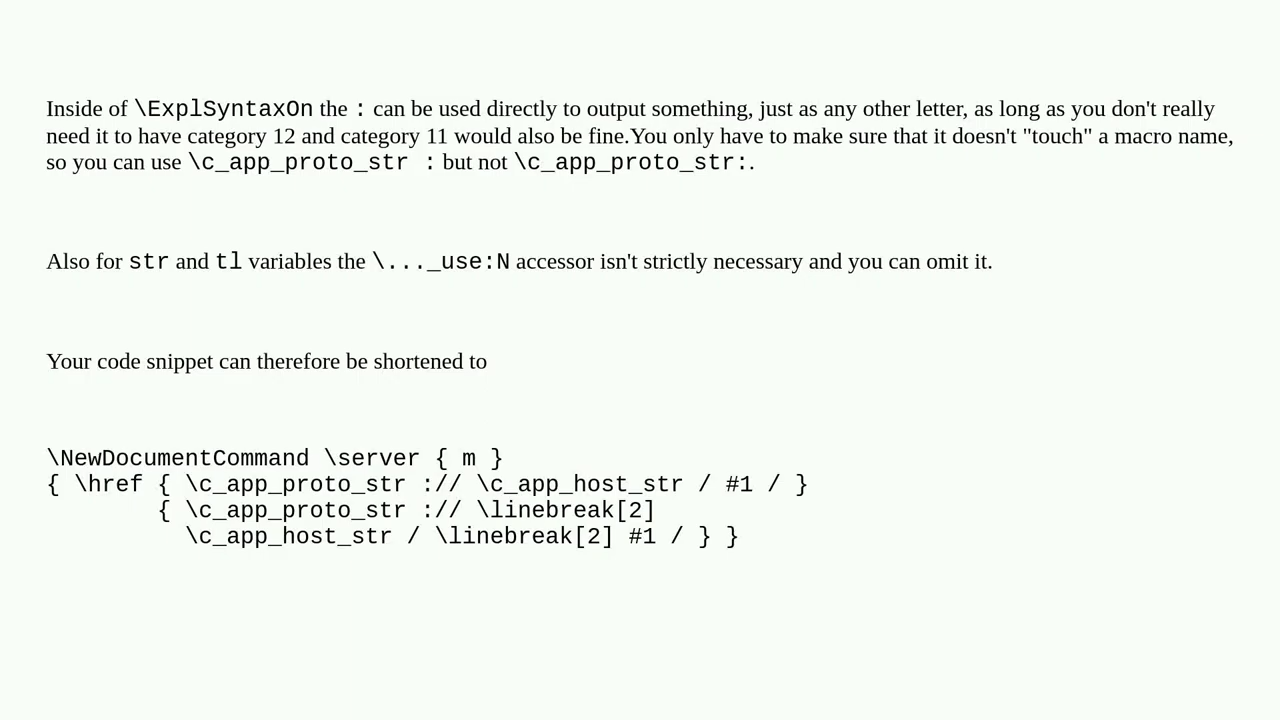 Inside of \ExplSyntaxOn the : can be used directly to output something, just as any other letter, as long as you don't really
need it to have category 12 and category 11 would also be fine.You only have to make sure that it doesn't "touch" a macro name,
so you can use \c_app_proto_str : but not \c_app_proto_str:.
Also for str and tl variables the \..._use:N accessor isn't strictly necessary and you can omit it.
Your code snippet can therefore be shortened to
\NewDocumentCommand \server { m }
{ \href { \c_app_proto_str :// \c_app_host_str / #1 / }
        { \c_app_proto_str :// \linebreak[2]
          \c_app_host_str / \linebreak[2] #1 / } }